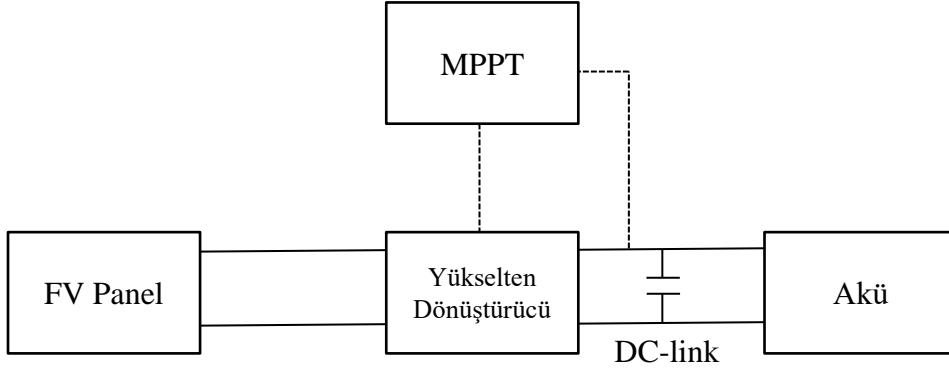 MPPT
FV Panel
Yükselten
Dönüştürücü
Akü
DC-link